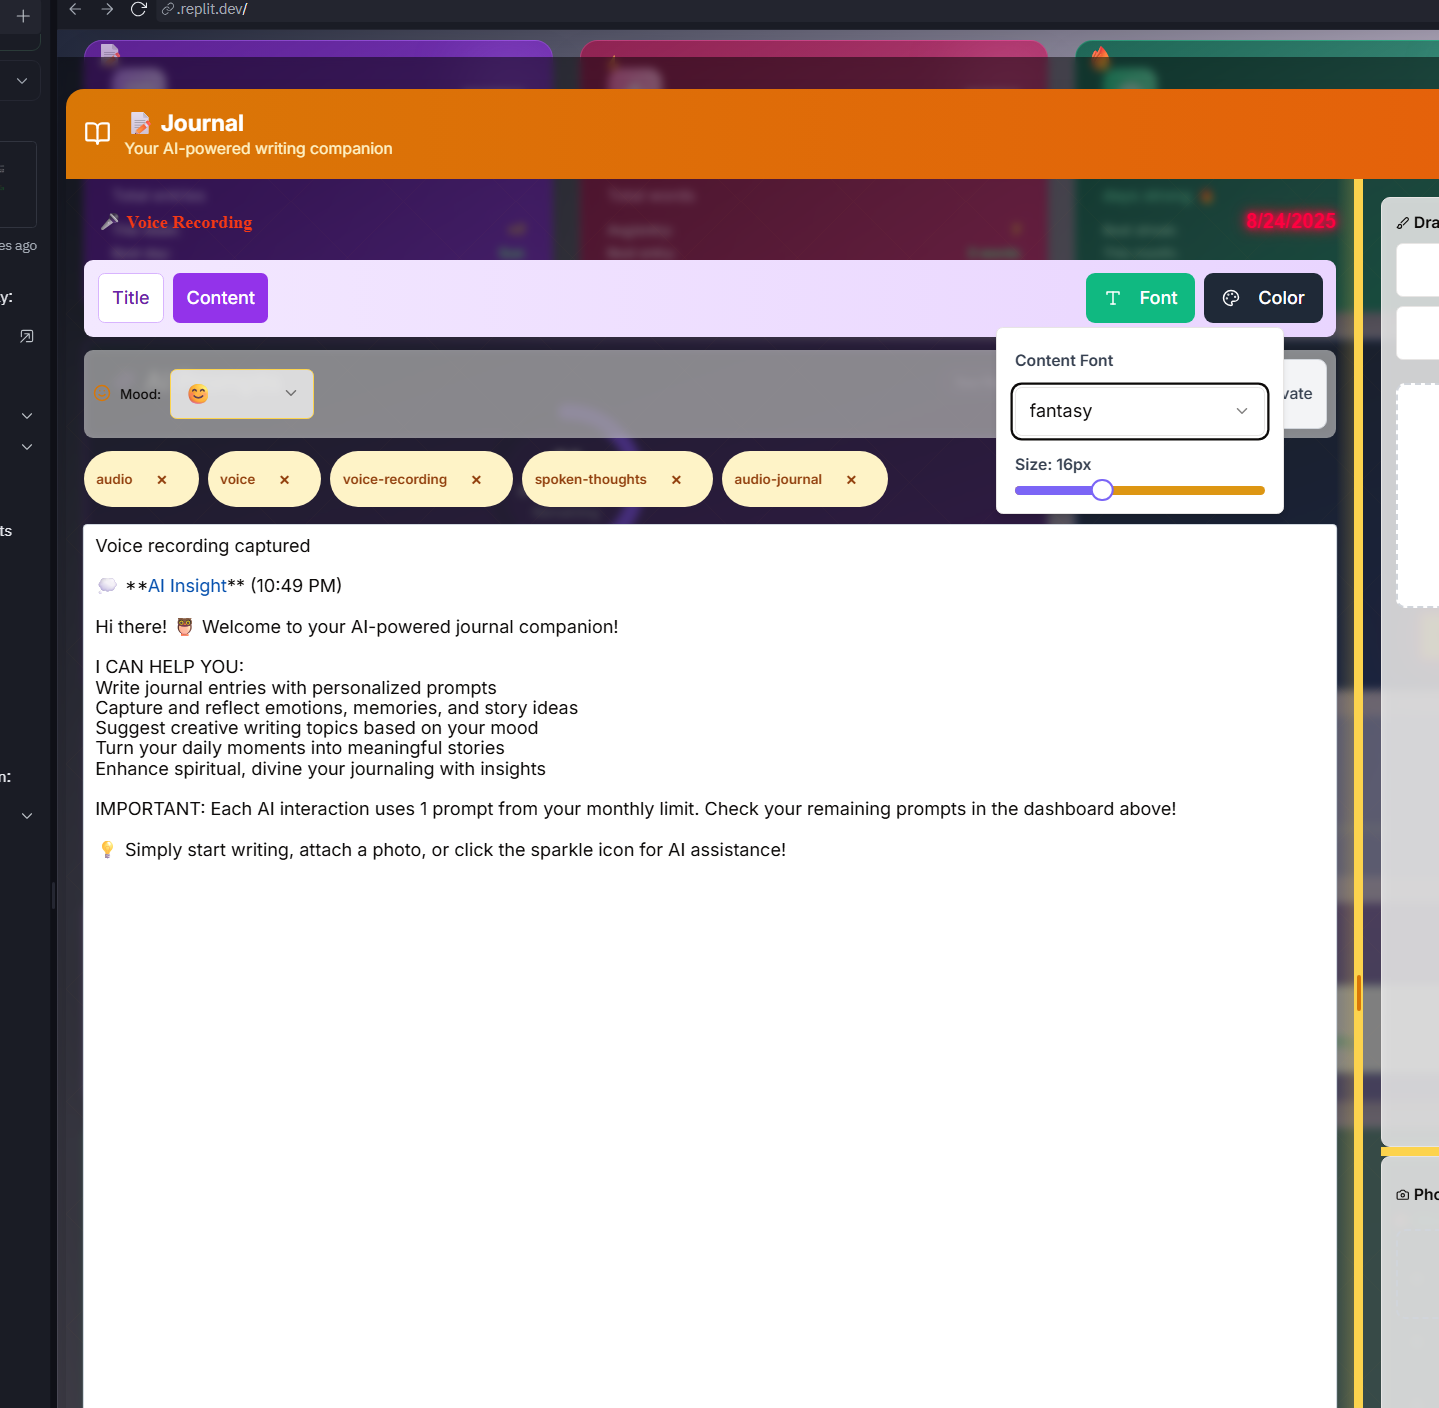 .replit.dev/
📝 Journal
Your AI-powered writing companion
Total entries
Total words
es ago
🎤 Voice Recording
8/24/2025
Dra
Title
Content
Font
Color
y:
Content Font
Mood:
😊
vate
fantasy
Size: 16px
audio ×
voice ×
voice-recording ×
spoken-thoughts ×
audio-journal ×
ts
Voice recording captured
💭 **AI Insight** (10:49 PM)
Hi there! 🦉 Welcome to your AI-powered journal companion!
I CAN HELP YOU:
Write journal entries with personalized prompts
Capture and reflect emotions, memories, and story ideas
Suggest creative writing topics based on your mood
Turn your daily moments into meaningful stories
Enhance spiritual, divine your journaling with insights
n:
IMPORTANT: Each AI interaction uses 1 prompt from your monthly limit. Check your remaining prompts in the dashboard above!
💡 Simply start writing, attach a photo, or click the sparkle icon for AI assistance!
Pho